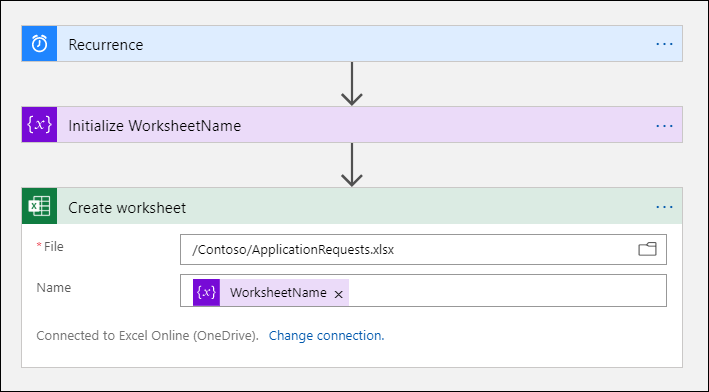 Recurrence ...
{x} Initialize WorksheetName ...
Create worksheet ...
* File /Contoso/ApplicationRequests.xlsx
Name {x} WorksheetName ×
Connected to Excel Online (OneDrive). Change connection.